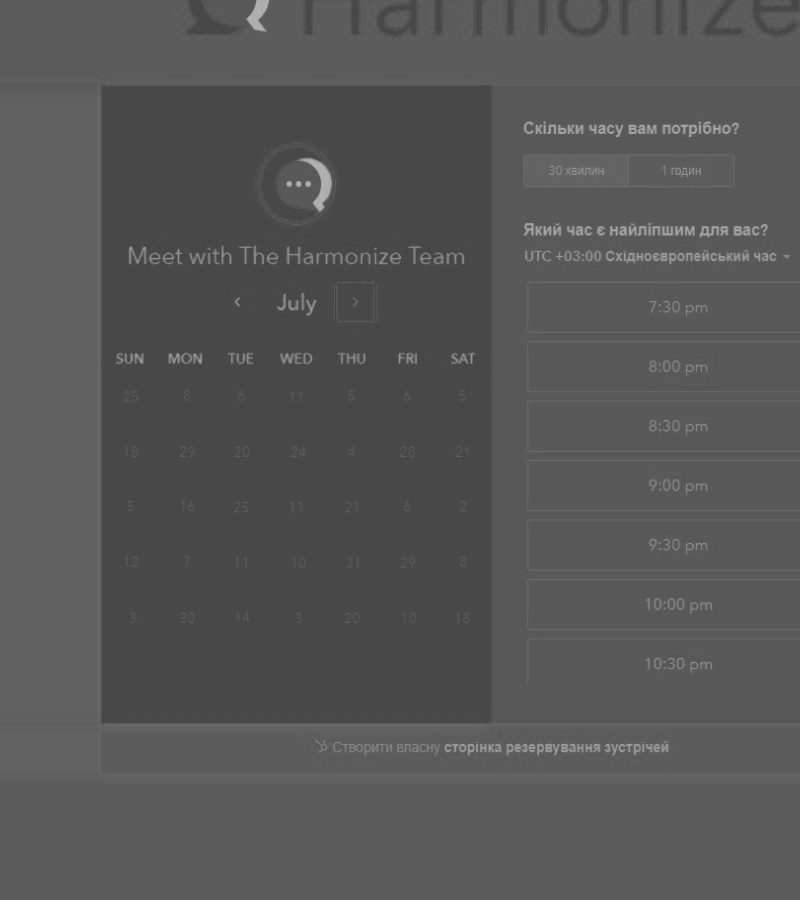 Harmonize
Meet with The Harmonize Team
July
SUN MON TUE WED THU FRI SAT
25 8 6 11 5 6 5
18 29 20 24 4 28 21
5 16 25 11 21 6 2
12 7 11 10 31 29 8
3 30 14 3 20 10 18
Скільки часу вам потрібно?
30 хвилин 1 годин
Який час є найліпшим для вас?
UTC +03:00 Східноєвропейський час
7:30 pm
8:00 pm
8:30 pm
9:00 pm
9:30 pm
10:00 pm
10:30 pm
Створити власну сторінка резервування зустрічей